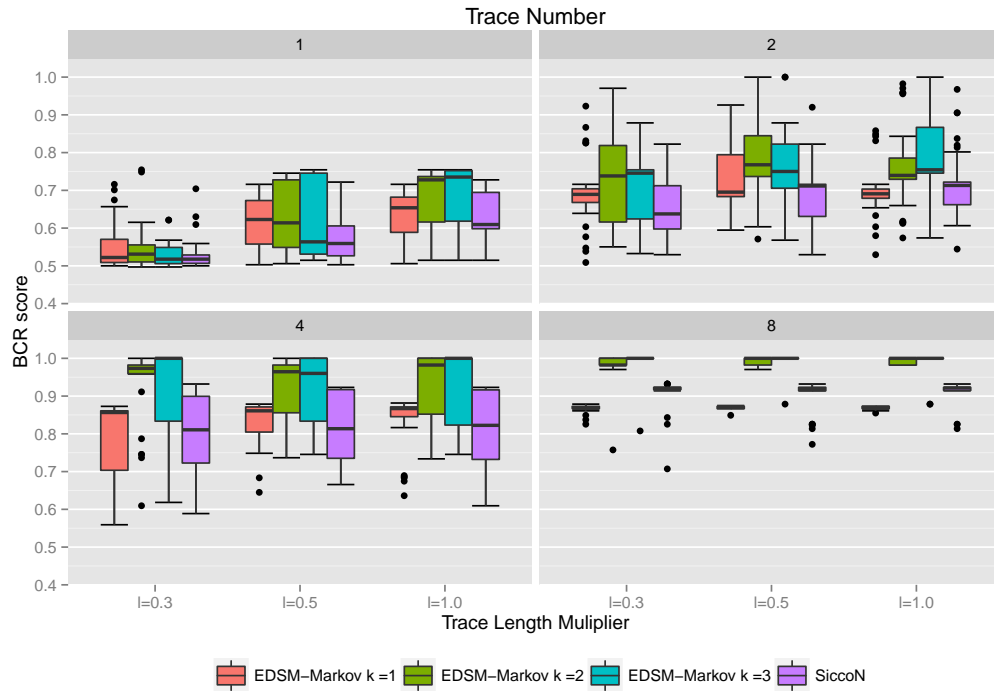 Trace Number
1
2
1.0
0.9
0.8
0.7
0.6
0.5
0.4
BCR score
4
8
1.0
0.9
0.8
0.7
0.6
0.5
0.4
l=0.3
l=0.5
l=1.0
l=0.3
l=0.5
l=1.0
Trace Length Muliplier
EDSM−Markov k =1
EDSM−Markov k =2
EDSM−Markov k =3
SiccoN